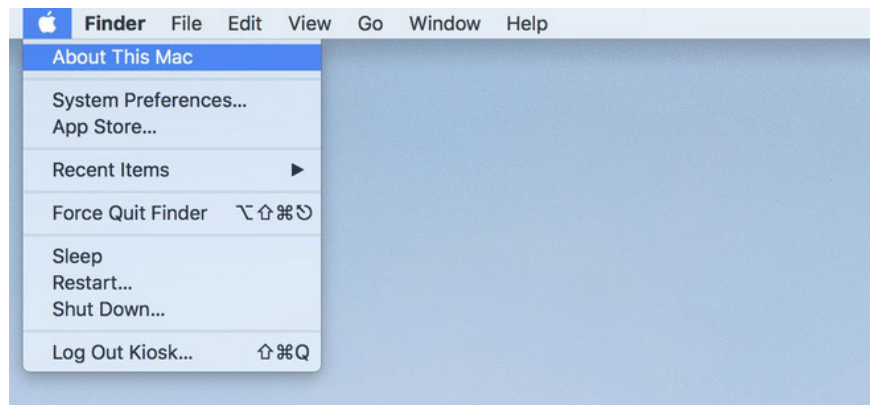 Finder File Edit View Go Window Help
About This Mac
System Preferences...
App Store...
Recent Items ▶
Force Quit Finder ⌥⇧⌘⎋
Sleep
Restart...
Shut Down...
Log Out Kiosk... ⇧⌘Q